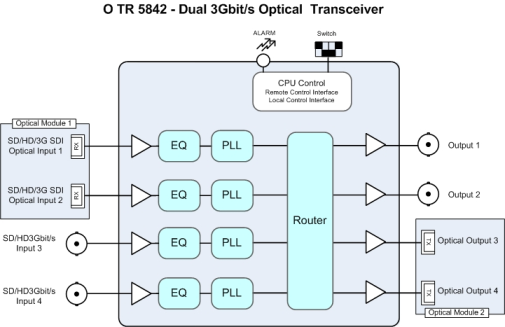 O TR 5842 - Dual 3Gbit/s Optical Transceiver
ALARM
Switch
CPU Control
Remote Control Interface
Local Control Interface
Optical Module 1
SD/HD/3G SDI
Optical Input 1
RX
EQ
PLL
Output 1
SD/HD/3G SDI
Optical Input 2
RX
EQ
PLL
Output 2
Router
SD/HD3Gbit/s
Input 3
EQ
PLL
TX
Optical Output 3
SD/HD3Gbit/s
Input 4
EQ
PLL
TX
Optical Output 4
Optical Module 2